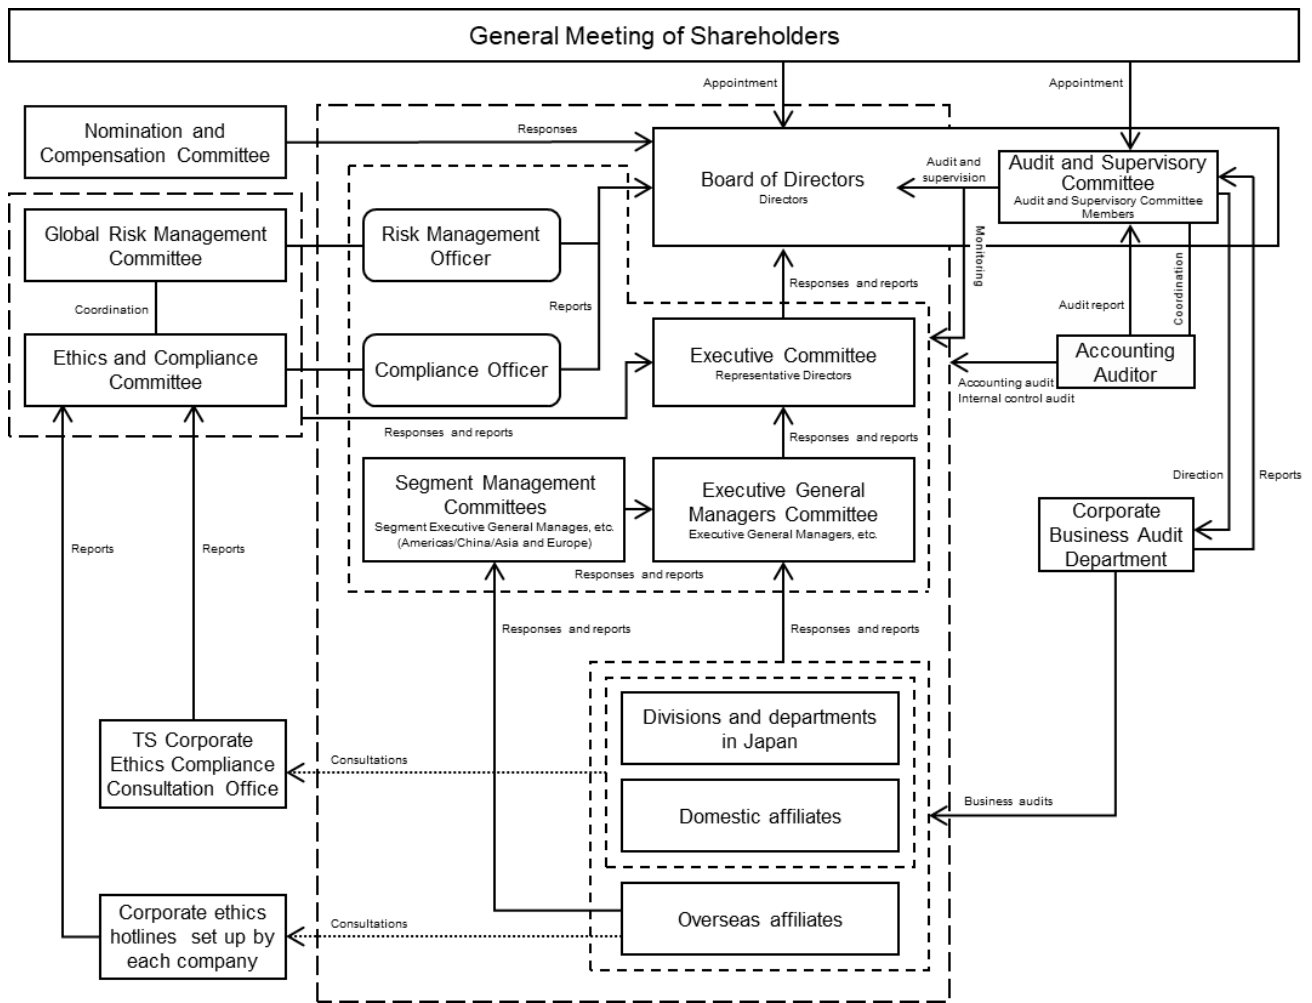 General Meeting of Shareholders
Appointment
Appointment
Nomination and
Compensation Committee
Responses
Board of Directors
Directors
Audit and
supervision
Audit and Supervisory
Committee
Audit and Supervisory Committee
Members
Global Risk Management
Committee
Risk Management
Officer
Monitoring
Coordination
Responses and reports
Coordination
Reports
Audit report
Ethics and Compliance
Committee
Compliance Officer
Executive Committee
Representative Directors
Accounting
Auditor
Accounting audit
Internal control audit
Responses and reports
Responses and reports
Segment Management
Committees
Segment Executive General Manages, etc.
(Americas/China/Asia and Europe)
Executive General
Managers Committee
Executive General Managers, etc.
Direction
Reports
Corporate
Business Audit
Department
Reports
Reports
Responses and reports
Responses and reports
Responses and reports
Divisions and departments
in Japan
TS Corporate
Ethics Compliance
Consultation Office
Consultations
Domestic affiliates
Business audits
Corporate ethics
hotlines set up by
each company
Consultations
Overseas affiliates